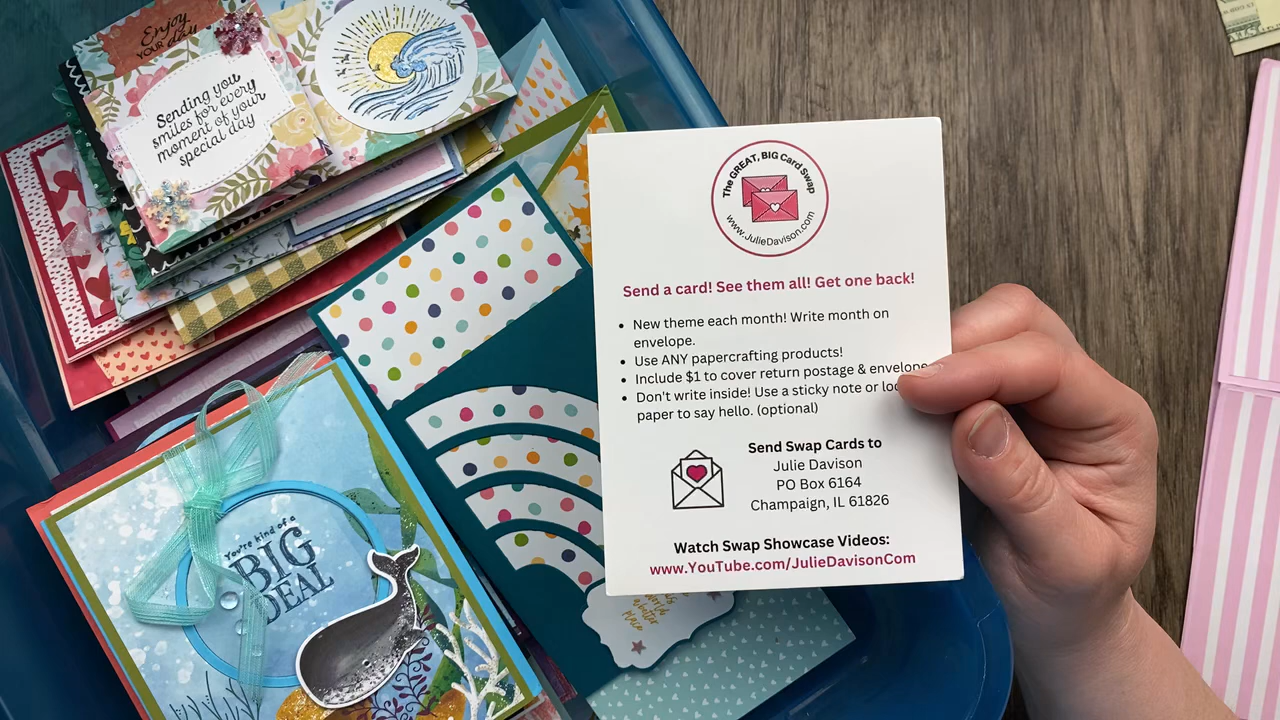 Enjoy
YOUR day
Sending you
smiles for every
moment of your
special day
The GREAT, BIG Card Swap
www.JulieDavison.com
Send a card! See them all! Get one back!
• New theme each month! Write month on
envelope.
• Use ANY papercrafting products!
• Include $1 to cover return postage & envelope
• Don't write inside! Use a sticky note or
paper to say hello. (optional)
Send Swap Cards to
Julie Davison
PO Box 6164
Champaign, IL 61826
Watch Swap Showcase Videos:
www.YouTube.com/JulieDavisonCom
You're kind of a
BIG
DEAL
world
whiter
place